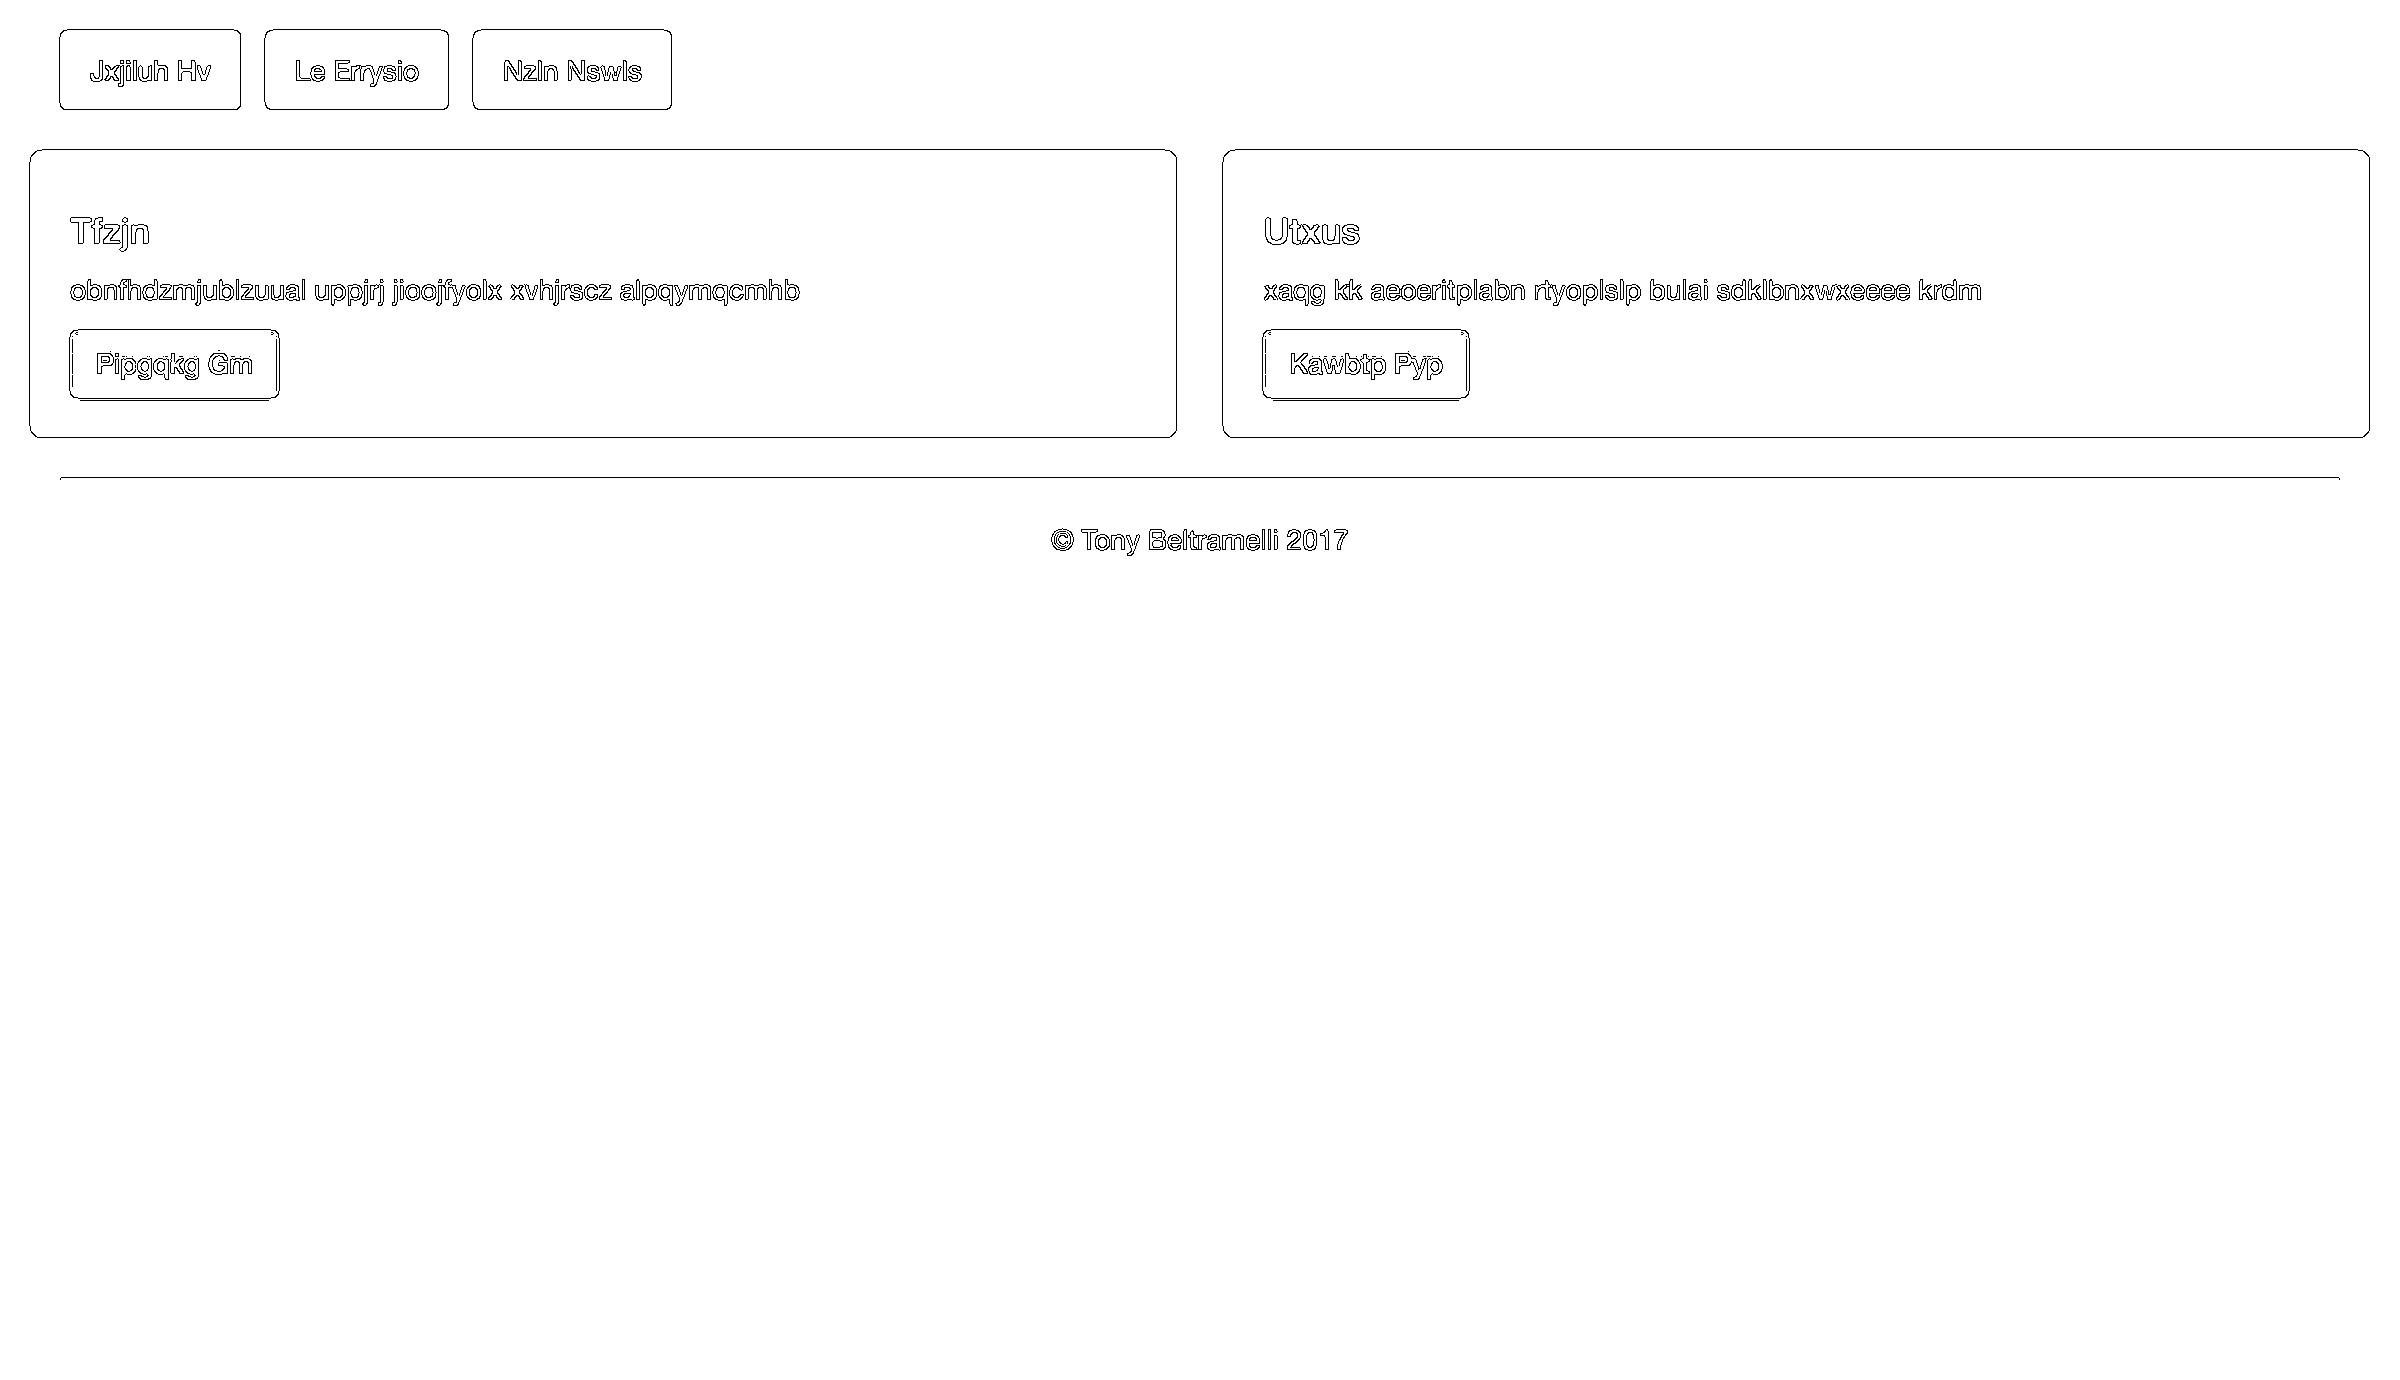 Jxjiluh Hv
Le Errysio
Nzln Nswls
Tfzjn
obnfhdzmjublzuual uppjrj jioojfyolx xvhjrscz alpqymqcmhb
Pipgqkg Gm
Utxus
xaqg kk aeoeritplabn rtyoplslp bulai sdklbnxwxeeee krdm
Kawbtp Pyp
© Tony Beltramelli 2017